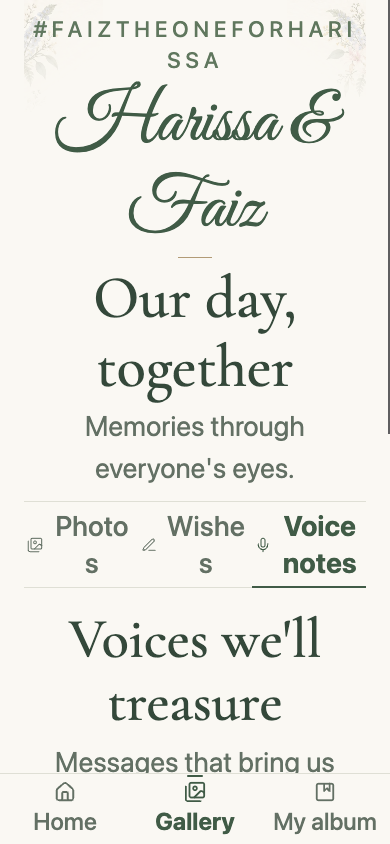 #FAIZTHEONEFORHARI
SSA
Harissa &
Faiz
Our day,
together
Memories through
everyone's eyes.
Photo
s
Wishe
s
Voice
notes
Voices we'll
treasure
Messages that bring us
Home
Gallery
My album